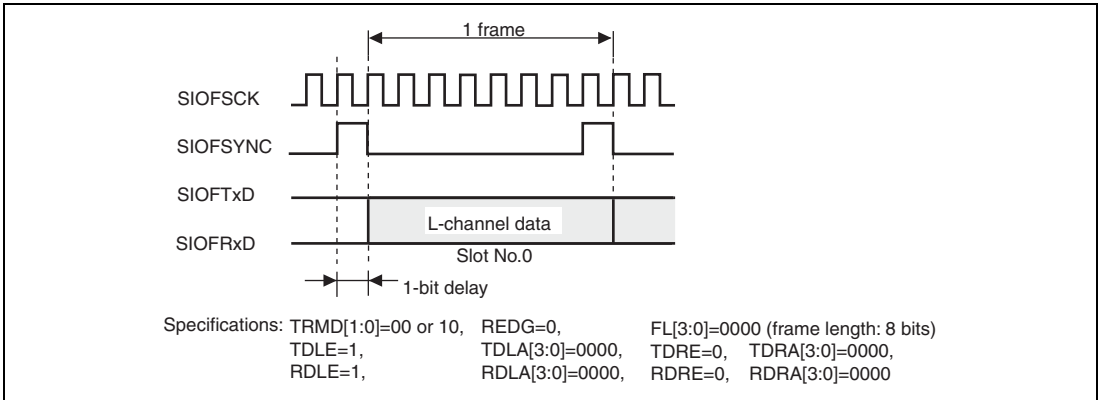 1 frame
SIOFSCK
SIOFSYNC
SIOFTxD
L-channel data
SIOFRxD
Slot No.0
1-bit delay
Specifications: TRMD[1:0]=00 or 10, REDG=0, FL[3:0]=0000 (frame length: 8 bits)
TDLE=1, TDLA[3:0]=0000, TDRE=0, TDRA[3:0]=0000,
RDLE=1, RDLA[3:0]=0000, RDRE=0, RDRA[3:0]=0000